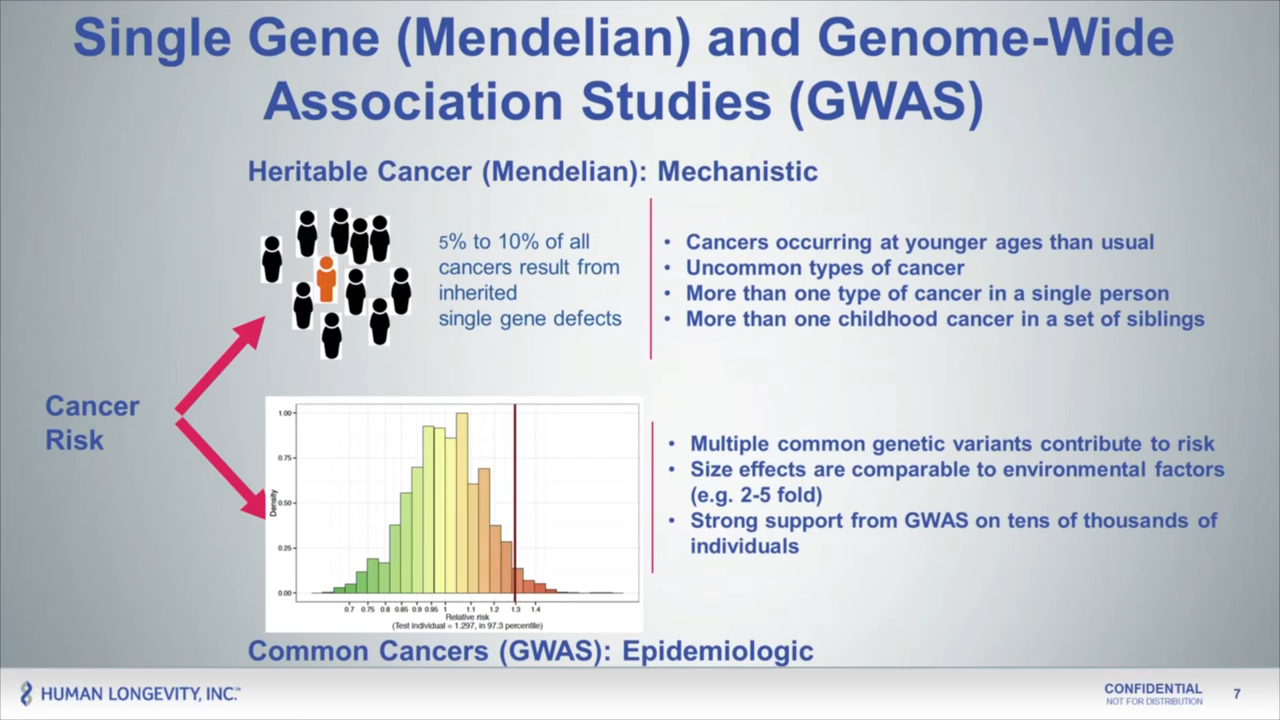 Single Gene (Mendelian) and Genome-Wide
Association Studies (GWAS)
Heritable Cancer (Mendelian): Mechanistic
5% to 10% of all
cancers result from
inherited
single gene defects
• Cancers occurring at younger ages than usual
• Uncommon types of cancer
• More than one type of cancer in a single person
• More than one childhood cancer in a set of siblings
Cancer
Risk
1.00
0.75
0.50
0.25
0.00
Density
0.7 0.75 0.8 0.85 0.9 0.95 1 1.1 1.2 1.3 1.4
Relative risk
(Test individual = 1.297, in 97.3 percentile)
• Multiple common genetic variants contribute to risk
• Size effects are comparable to environmental factors
(e.g. 2-5 fold)
• Strong support from GWAS on tens of thousands of
individuals
Common Cancers (GWAS): Epidemiologic
HUMAN LONGEVITY, INC.
CONFIDENTIAL
NOT FOR DISTRIBUTION
7